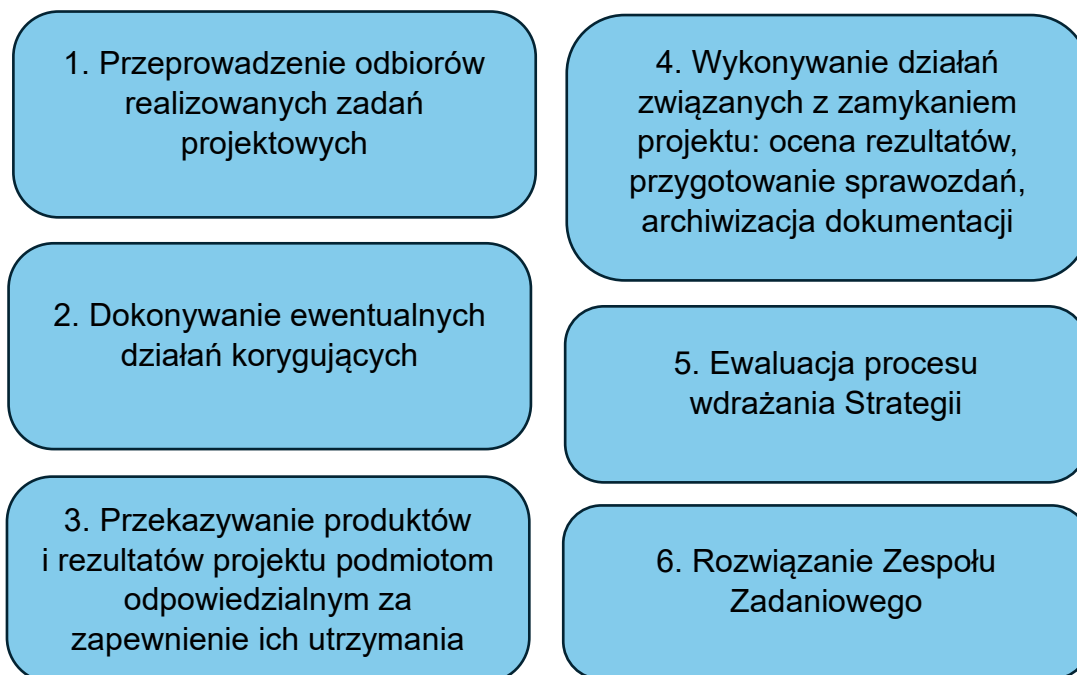 1. Przeprowadzenie odbiorów
realizowanych zadań
projektowych
2. Dokonywanie ewentualnych
działań korygujących
3. Przekazywanie produktów
i rezultatów projektu podmiotom
odpowiedzialnym za
zapewnienie ich utrzymania
4. Wykonywanie działań
związanych z zamykaniem
projektu: ocena rezultatów,
przygotowanie sprawozdań,
archiwizacja dokumentacji
5. Ewaluacja procesu
wdrażania Strategii
6. Rozwiązanie Zespołu
Zadaniowego